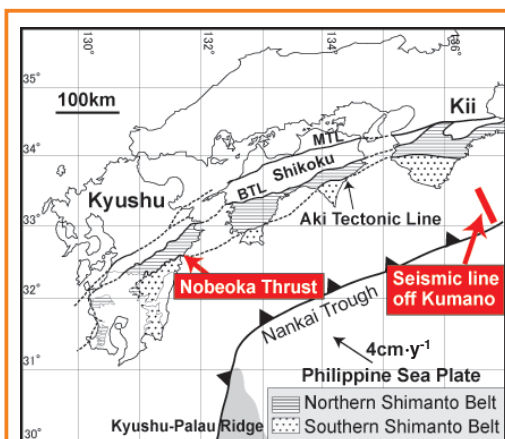 130°
132°
134°
136°
35°
100km
Kii
MTL
34°
Shikoku
Kyushu
BTL
33°
Aki Tectonic Line
Nobeoka Thrust
Seismic line
off Kumano
32°
Nankai Trough
4cm·y⁻¹
31°
Philippine Sea Plate
Northern Shimanto Belt
30°
Kyushu-Palau Ridge
Southern Shimanto Belt